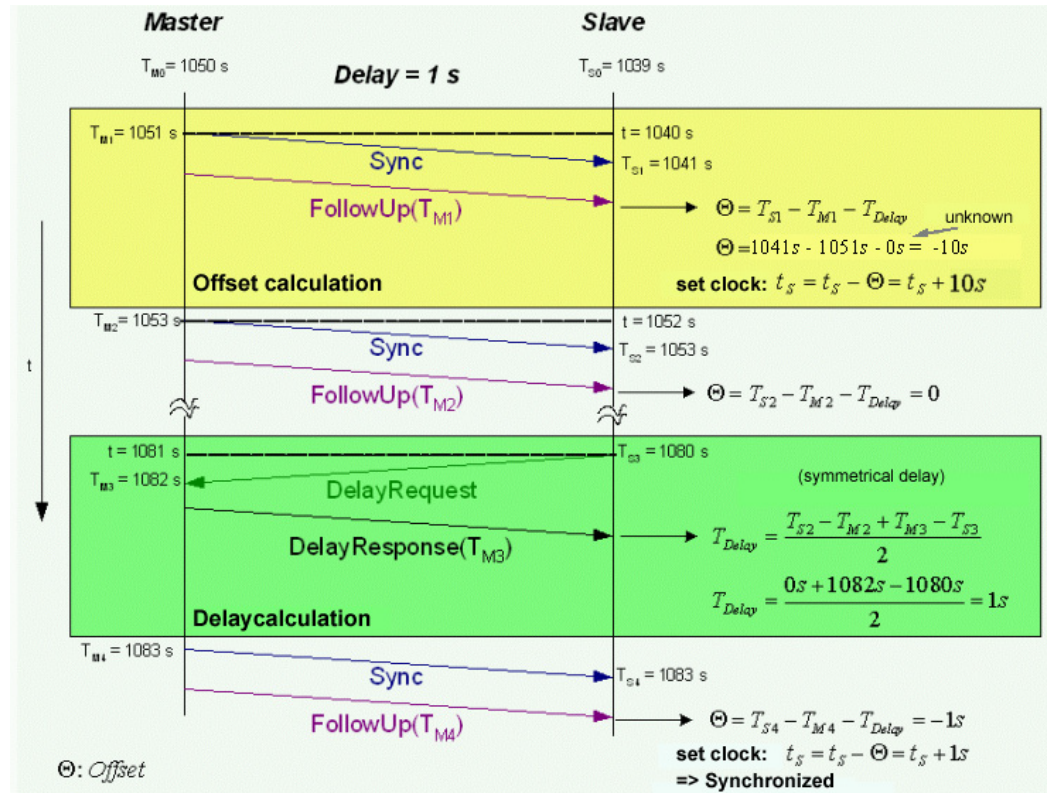 Master Slave
T_M0 = 1050 s Delay = 1 s T_S0 = 1039 s
T_M1 = 1051 s t = 1040 s
Sync T_S1 = 1041 s
FollowUp(T_M1) Θ = T_S1 − T_M1 − T_Delay
unknown
Θ = 1041s - 1051s - 0s = -10s
Offset calculation set clock: t_S = t_S − Θ = t_S + 10s
T_M2 = 1053 s t = 1052 s
Sync T_S2 = 1053 s
t
FollowUp(T_M2) Θ = T_S2 − T_M2 − T_Delay = 0
t = 1081 s T_S3 = 1080 s
T_M3 = 1082 s DelayRequest (symmetrical delay)
DelayResponse(T_M3) T_Delay = (T_S2 − T_M2 + T_M3 − T_S3) / 2
T_Delay = (0s + 1082s − 1080s) / 2 = 1s
Delaycalculation
T_M4 = 1083 s
Sync T_S4 = 1083 s
FollowUp(T_M4) Θ = T_S4 − T_M4 − T_Delay = −1s
set clock: t_S = t_S − Θ = t_S + 1s
Θ: Offset => Synchronized